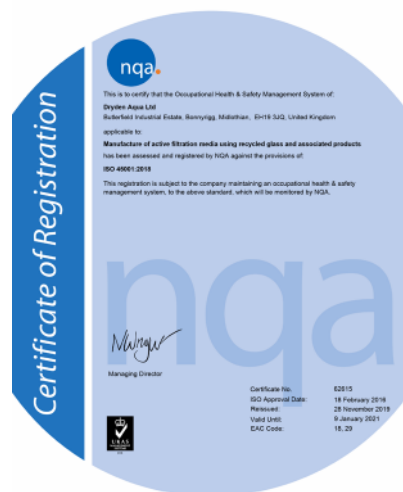 nqa.
This is to certify that the Occupational Health & Safety Management System of:
Dryden Aqua Ltd
Butterfield Industrial Estate, Bonnyrigg, Midlothian, EH19 3JQ, United Kingdom
applicable to:
Manufacture of active filtration media using recycled glass and associated products
has been assessed and registered by NQA against the provisions of:
ISO 45001:2018
This registration is subject to the company maintaining an occupational health & safety
management system, to the above standard, which will be monitored by NQA.
Certificate of Registration
nqa
Managing Director
Certificate No. 62615
ISO Approval Date: 18 February 2016
Reissued: 28 November 2018
Valid Until: 9 January 2021
EAC Code: 18, 29
UKAS